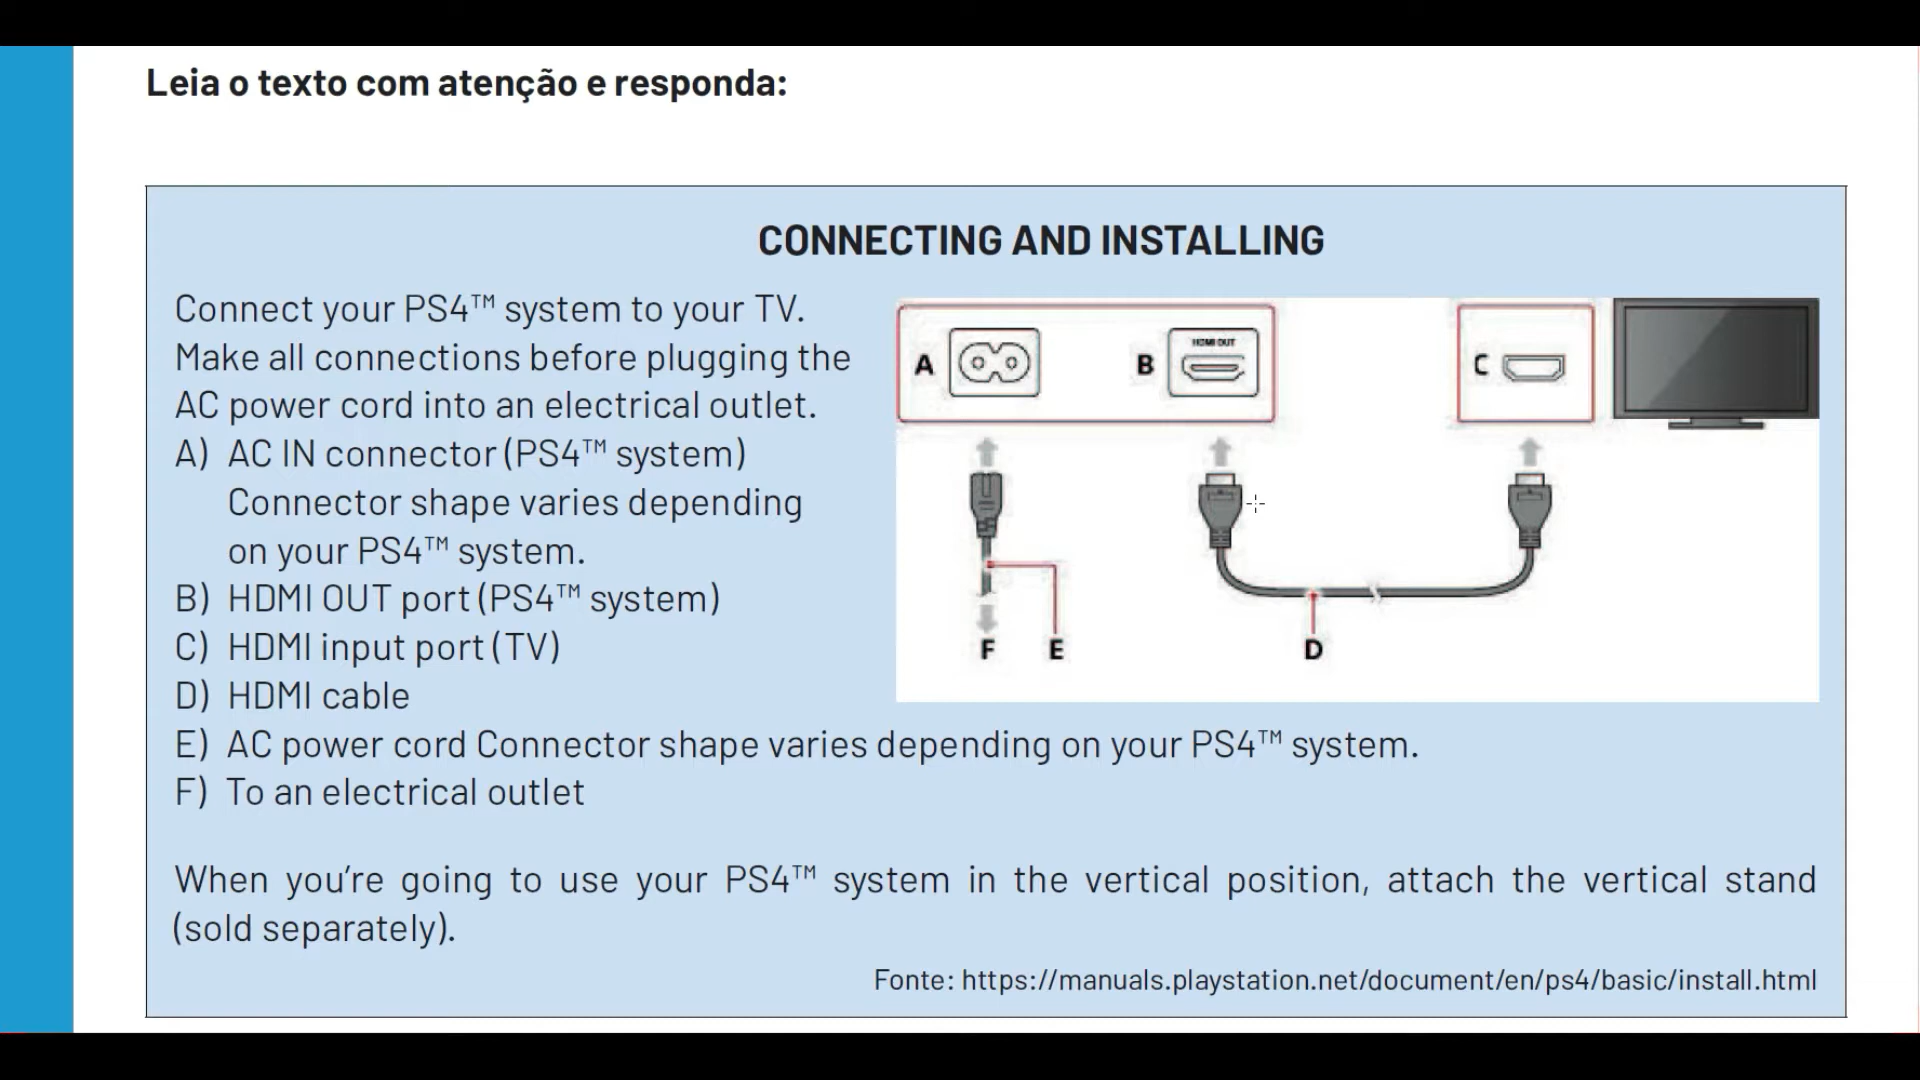 Leia o texto com atenção e responda:
CONNECTING AND INSTALLING
Connect your PS4™ system to your TV.
Make all connections before plugging the
AC power cord into an electrical outlet.
A) AC IN connector (PS4™ system)
Connector shape varies depending
on your PS4™ system.
B) HDMI OUT port (PS4™ system)
C) HDMI input port (TV)
D) HDMI cable
E) AC power cord Connector shape varies depending on your PS4™ system.
F) To an electrical outlet
A
B
HDMI OUT
C
F
E
D
When you’re going to use your PS4™ system in the vertical position, attach the vertical stand
(sold separately).
Fonte: https://manuals.playstation.net/document/en/ps4/basic/install.html